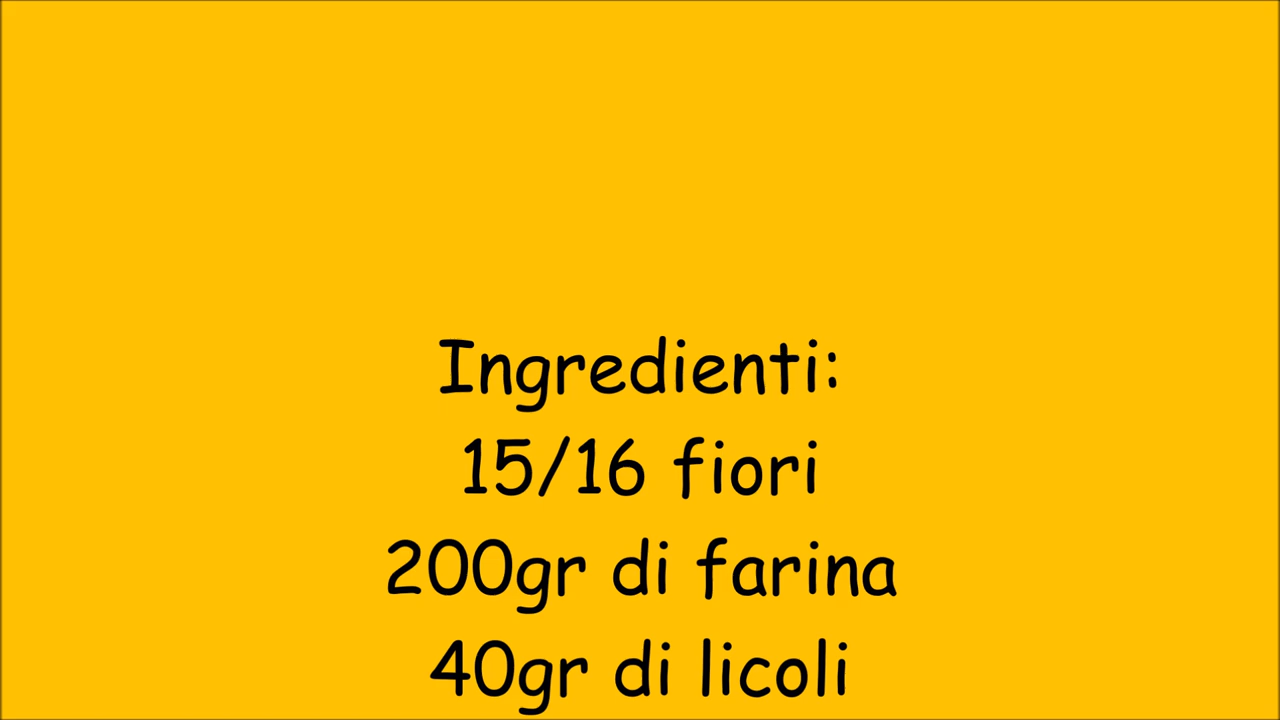 Ingredienti:
15/16 fiori
200gr di farina
40gr di licoli